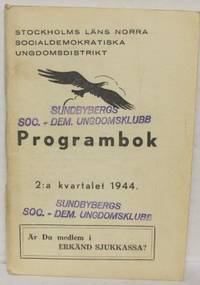 STOCKHOLMS LÄNS NORRA
SOCIALDEMOKRATISKA
UNGDOMSDISTRIKT
SUNDBYBERGS
SOC. - DEM. UNGDOMSKLUBB
Programbok
2:a kvartalet 1944.
SUNDBYBERGS
SOC. - DEM. UNGDOMSKLUBB
Är Du medlem i
ERKÄND SJUKKASSA?